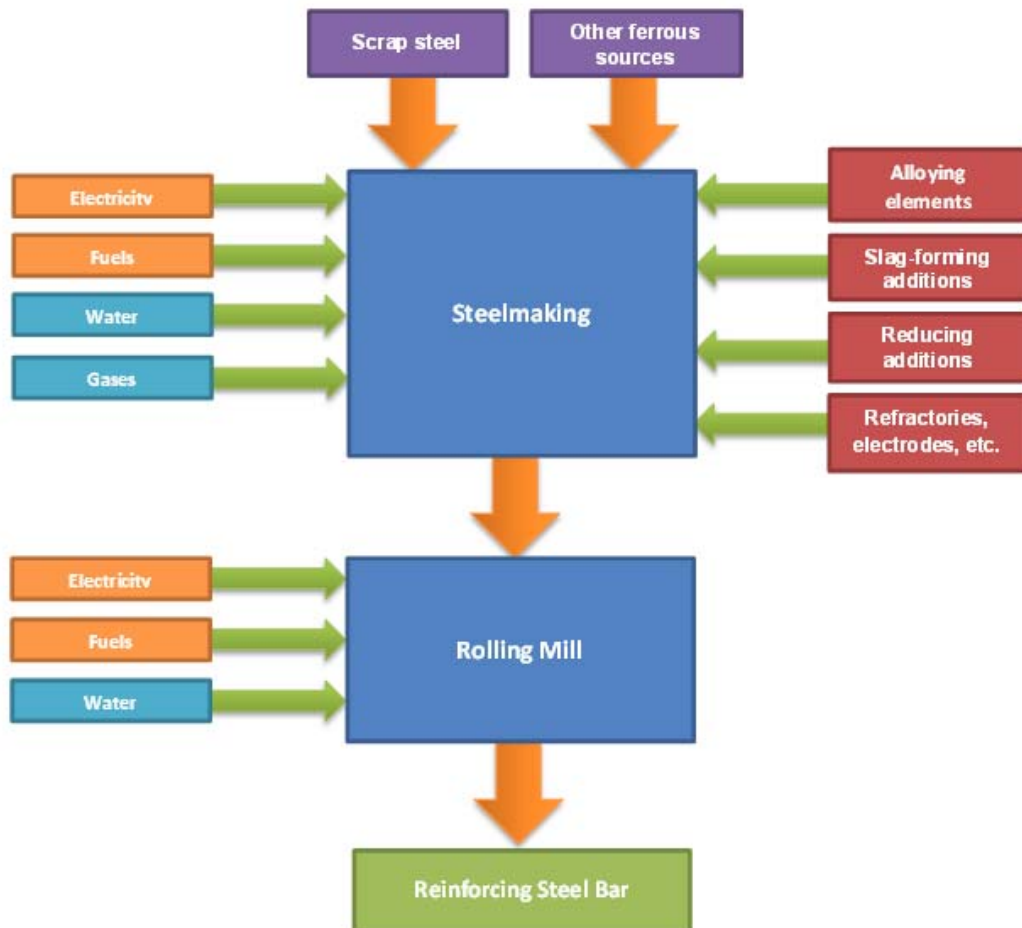 Scrap steel
Other ferrous
sources
Electricity
Fuels
Water
Gases
Alloying
elements
Slag-forming
additions
Reducing
additions
Refractories,
electrodes, etc.
Steelmaking
Electricity
Fuels
Water
Rolling Mill
Reinforcing Steel Bar